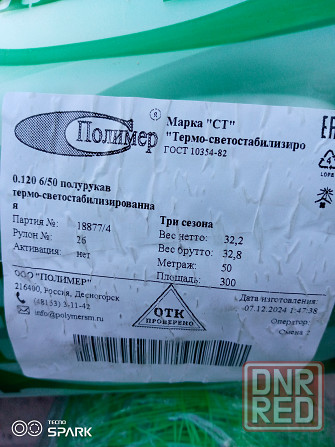 Полимер
®
Марка "СТ"
"Термо-светостабилизиро
ГОСТ 10354-82
0.120 6/50 полурукав
термо-светостабилизированна
я
Партия №: 18877/4
Рулон №: 26
Активация: нет
Три сезона
Вес нетто: 32,2
Вес брутто: 32,8
Метраж: 50
Площадь: 300
ООО "ПОЛИМЕР"
216400, Россия, Десногорск
(48153) 3-11-42
info@polymersm.ru
ОТК
ПРОВЕРЕНО
Дата изготовления
07.12.2024 1:47:38
Оператор:
Смена 2
4
LDPE
DNR
RED
TECNO
SPARK